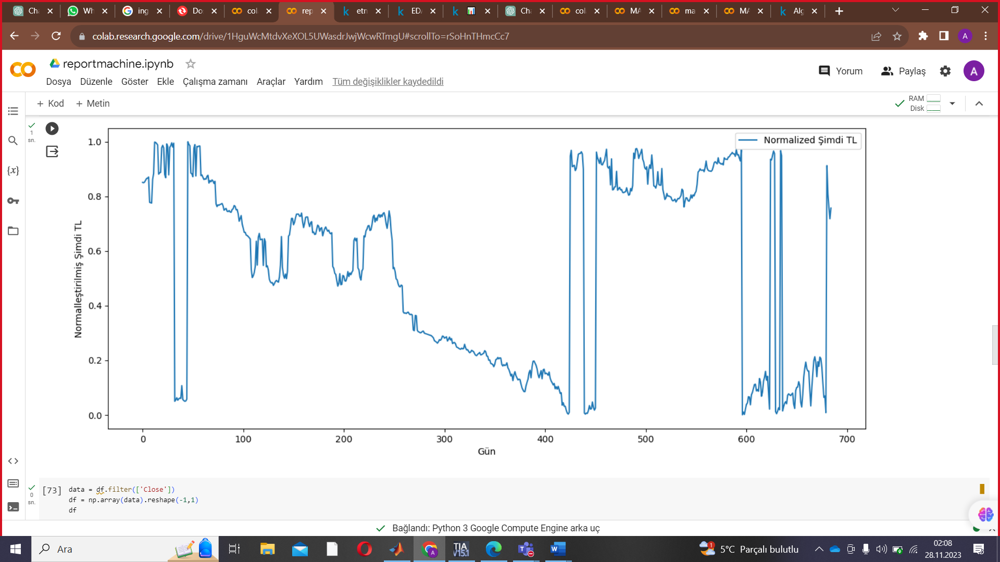 Ch
Wh
ing
Do
col
rep
etn
ED
Ch
col
MA
ma
MA
Alg
colab.research.google.com/drive/1HguWcMtdvXeXOL5UWasdrJwjWcwRTmgU#scrollTo=rSoHnTHmcCc7
A
CO
reportmachine.ipynb
Yorum
Paylaş
A
Dosya Düzenle Göster Ekle Çalışma zamanı Araçlar Yardım Tüm değişiklikler kaydedildi
+ Kod + Metin
RAM
Disk
1
sn.
{x}
Normalized Şimdi TL
1.0
0.8
0.6
0.4
0.2
0.0
Normalleştirilmiş Şimdi TL
0 100 200 300 400 500 600 700
Gün
0
sn.
[73] data = df.filter(['Close'])
df = np.array(data).reshape(-1,1)
df
Bağlandı: Python 3 Google Compute Engine arka uç
Ara
TIA
V15.1
1
5°C Parçalı bulutlu
02:08
28.11.2023